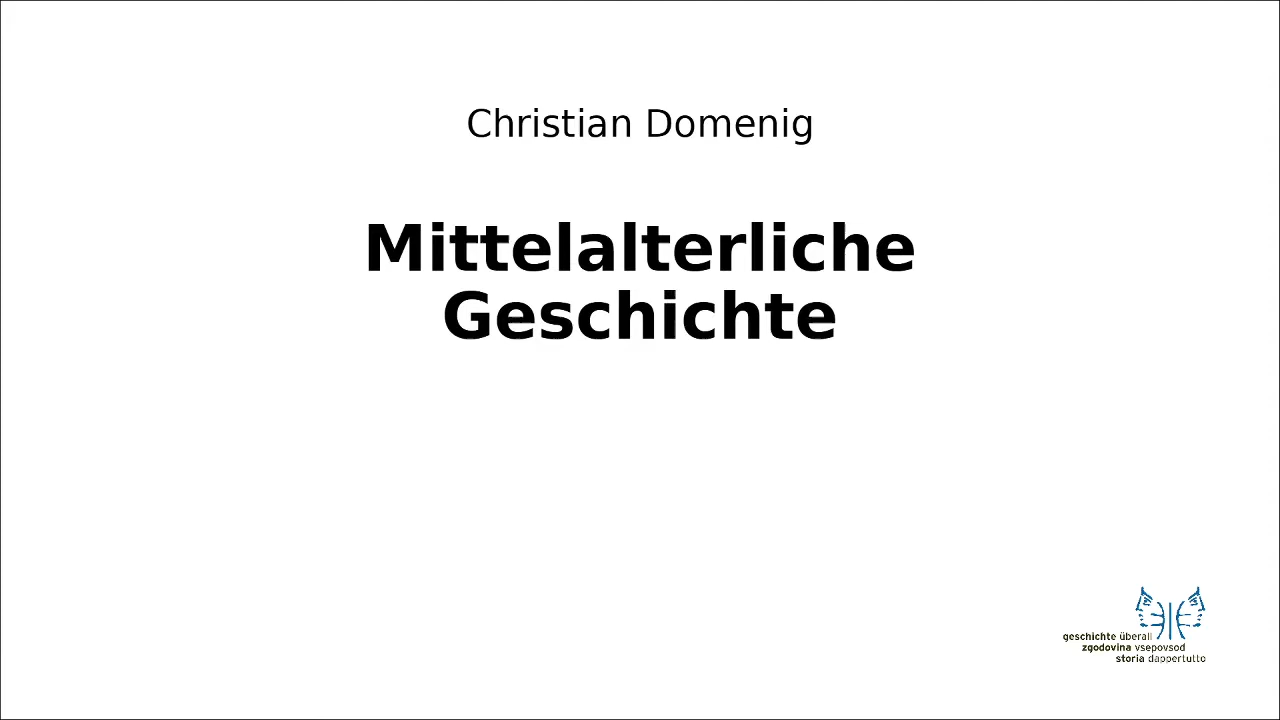 Christian Domenig
Mittelalterliche
Geschichte
geschichte überall
zgodovina vsepovsod
storia dappertutto